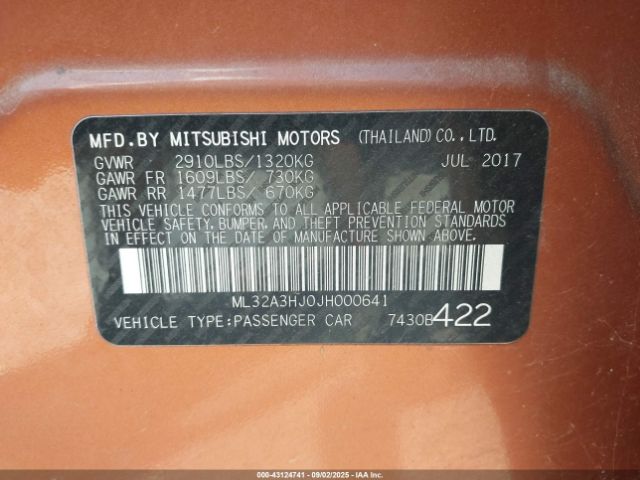 MFD.BY MITSUBISHI MOTORS (THAILAND)CO.,LTD.
GVWR 2910LBS/1320KG JUL 2017
GAWR FR 1609LBS/ 730KG
GAWR RR 1477LBS/ 670KG
THIS VEHICLE CONFORMS TO ALL APPLICABLE FEDERAL MOTOR
VEHICLE SAFETY, BUMPER, AND THEFT PREVENTION STANDARDS
IN EFFECT ON THE DATE OF MANUFACTURE SHOWN ABOVE.
ML32A3HJ0JH000641
VEHICLE TYPE:PASSENGER CAR 7430B422
000-43124741 - 09/02/2025 - IAAI.com